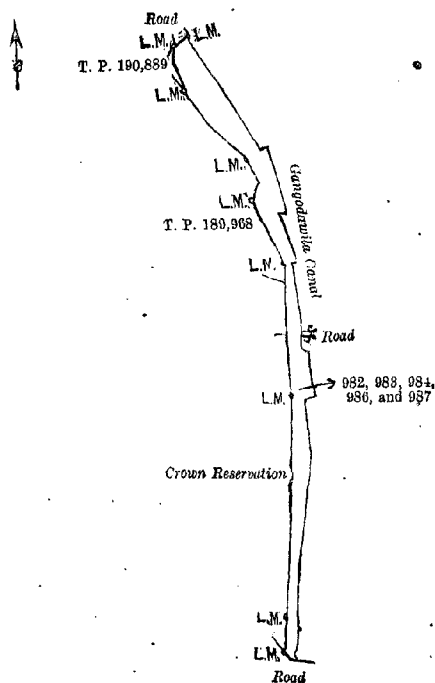 Road
L.M. L.M.
T. P. 190,889
L.M.
L.M.
L.M.
T. P. 189,968
Gangodawila Canal
L.M.
Road
982, 983, 984,
986, and 987
L.M.
Crown Reservation
L.M.
L.M.
Road